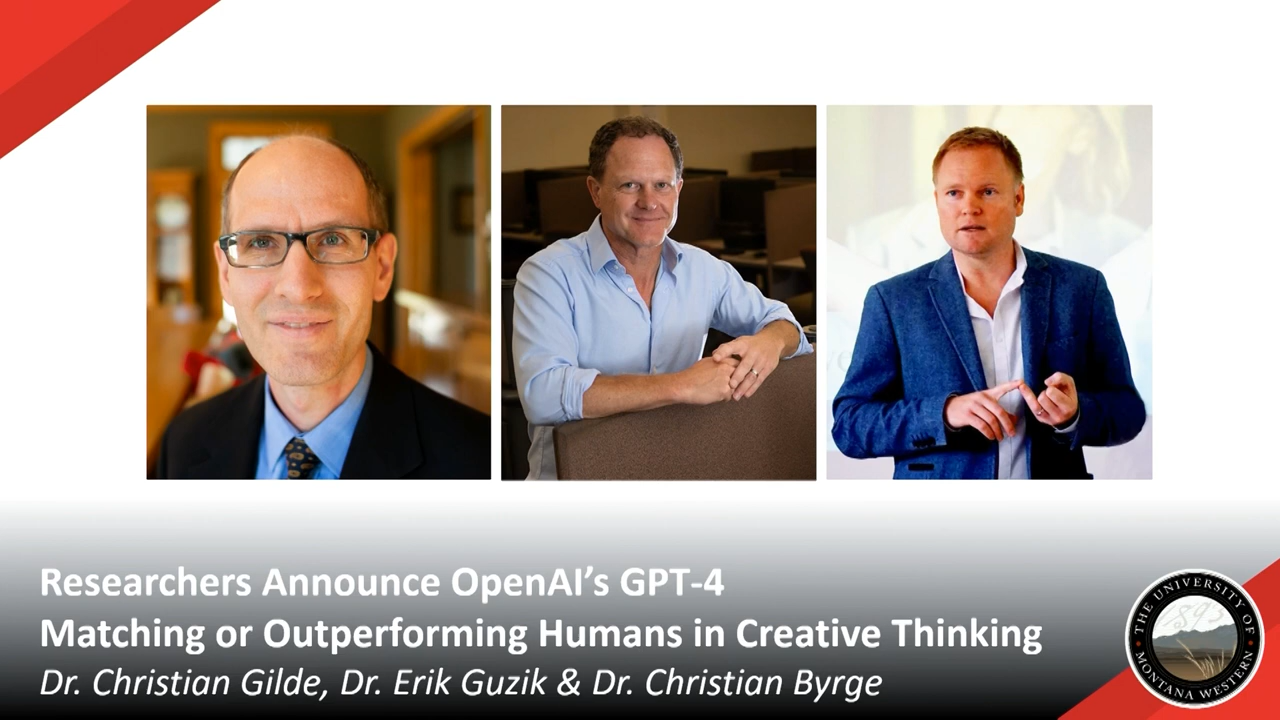 Researchers Announce OpenAI’s GPT-4
Matching or Outperforming Humans in Creative Thinking
Dr. Christian Gilde, Dr. Erik Guzik & Dr. Christian Byrge
THE UNIVERSITY OF
MONTANA WESTERN
1893